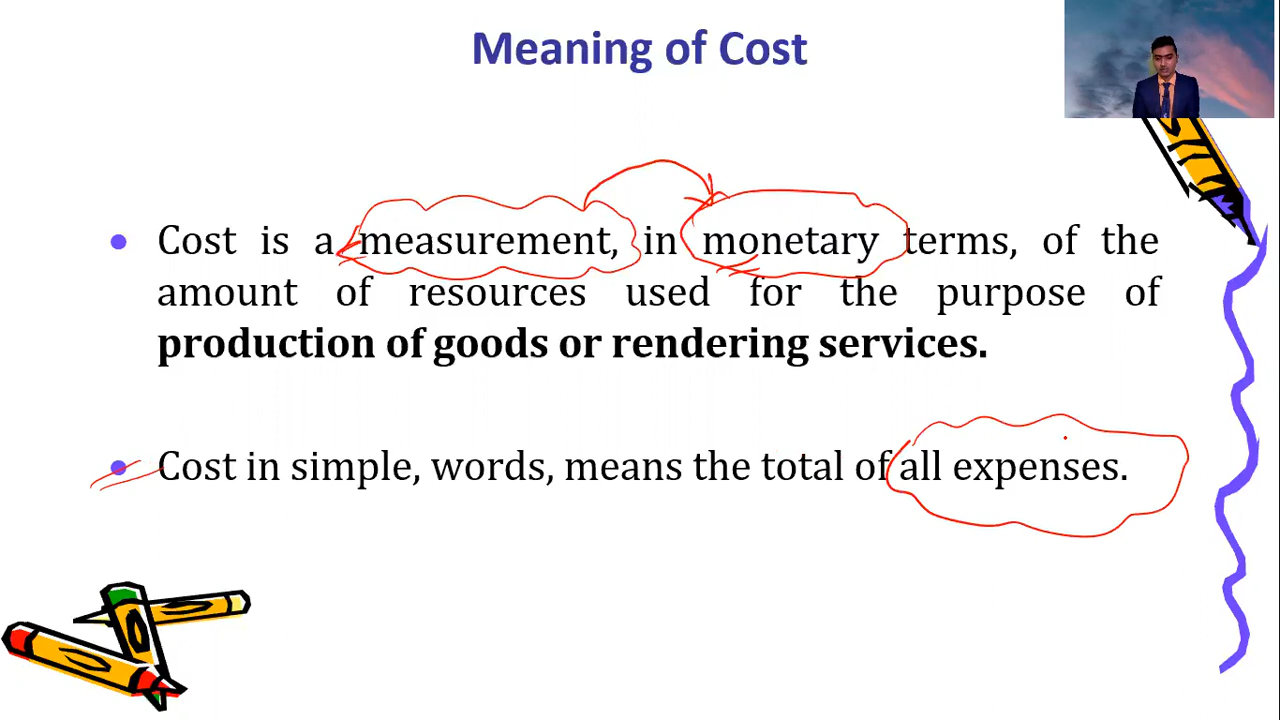 Meaning of Cost
• Cost is a measurement, in monetary terms, of the
amount of resources used for the purpose of
production of goods or rendering services.
• Cost in simple, words, means the total of all expenses.